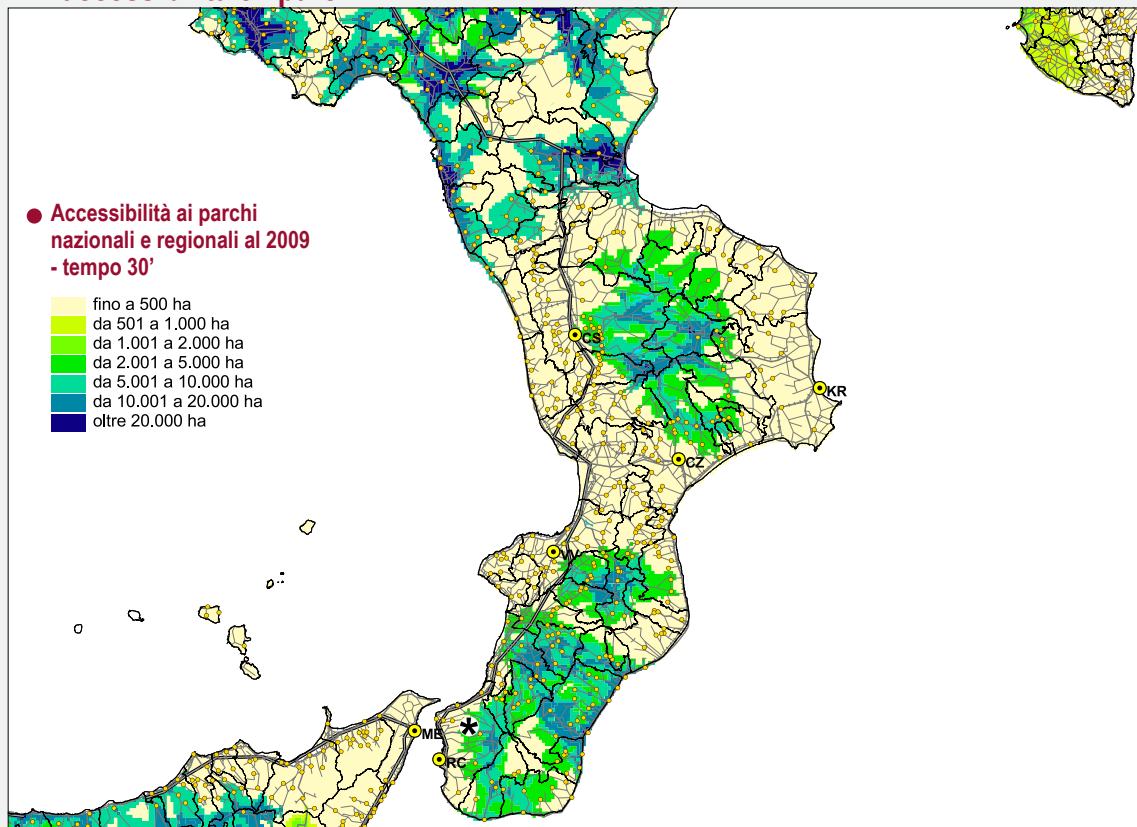 Accessibilità ai parchi
nazionali e regionali al 2009
- tempo 30'
fino a 500 ha
da 501 a 1.000 ha
da 1.001 a 2.000 ha
da 2.001 a 5.000 ha
da 5.001 a 10.000 ha
da 10.001 a 20.000 ha
oltre 20.000 ha
CS
KR
CZ
VV
ME
*
RC